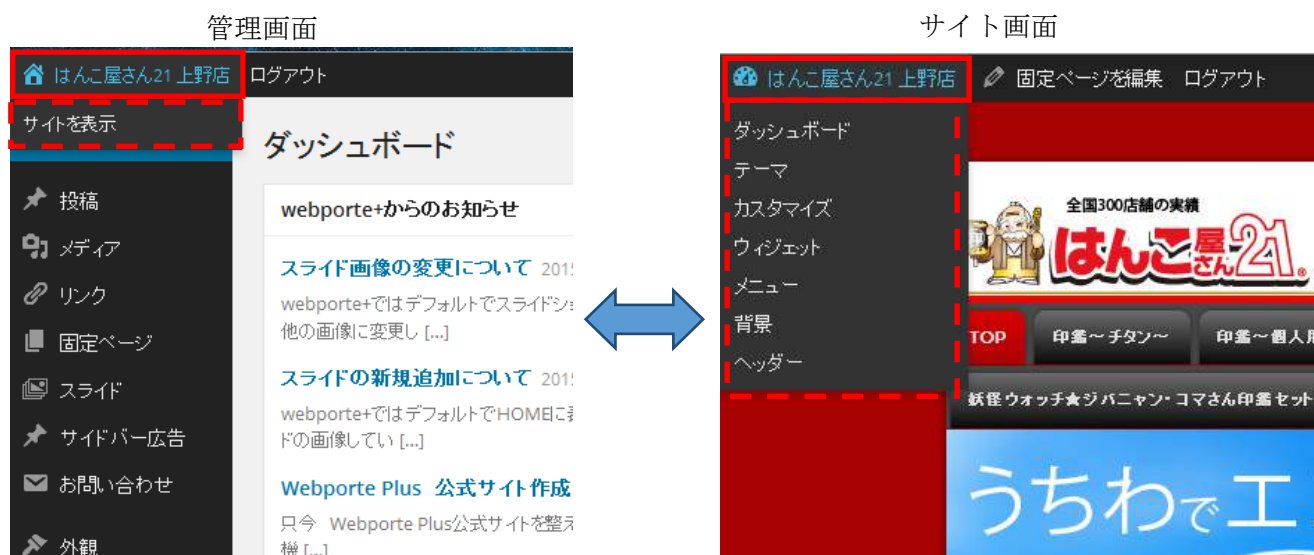 管理画面
はんこ屋さん21 上野店 ログアウト
サイトを表示
ダッシュボード
投稿
メディア
リンク
固定ページ
スライド
サイドバー広告
お問い合わせ
外観
webporte+からのお知らせ
スライド画像の変更について 2015
webporte+ではデフォルトでスライドショ
他の画像に変更し [...]
スライドの新規追加について 201
webporte+ではデフォルトでHOMEに
ドの画像してい [...]
Webporte Plus 公式サイト作成
只今 Webporte Plus公式サイトを整え
機 [...]
サイト画面
はんこ屋さん21 上野店 固定ページを編集 ログアウト
ダッシュボード
テーマ
カスタマイズ
ウィジェット
メニュー
背景
ヘッダー
全国300店舗の実績
はんこ屋さん21
TOP 印鑑～チタン～ 印鑑～個人用
妖怪ウォッチ★ジバニャン・コマさん印鑑セット
うちわでエ